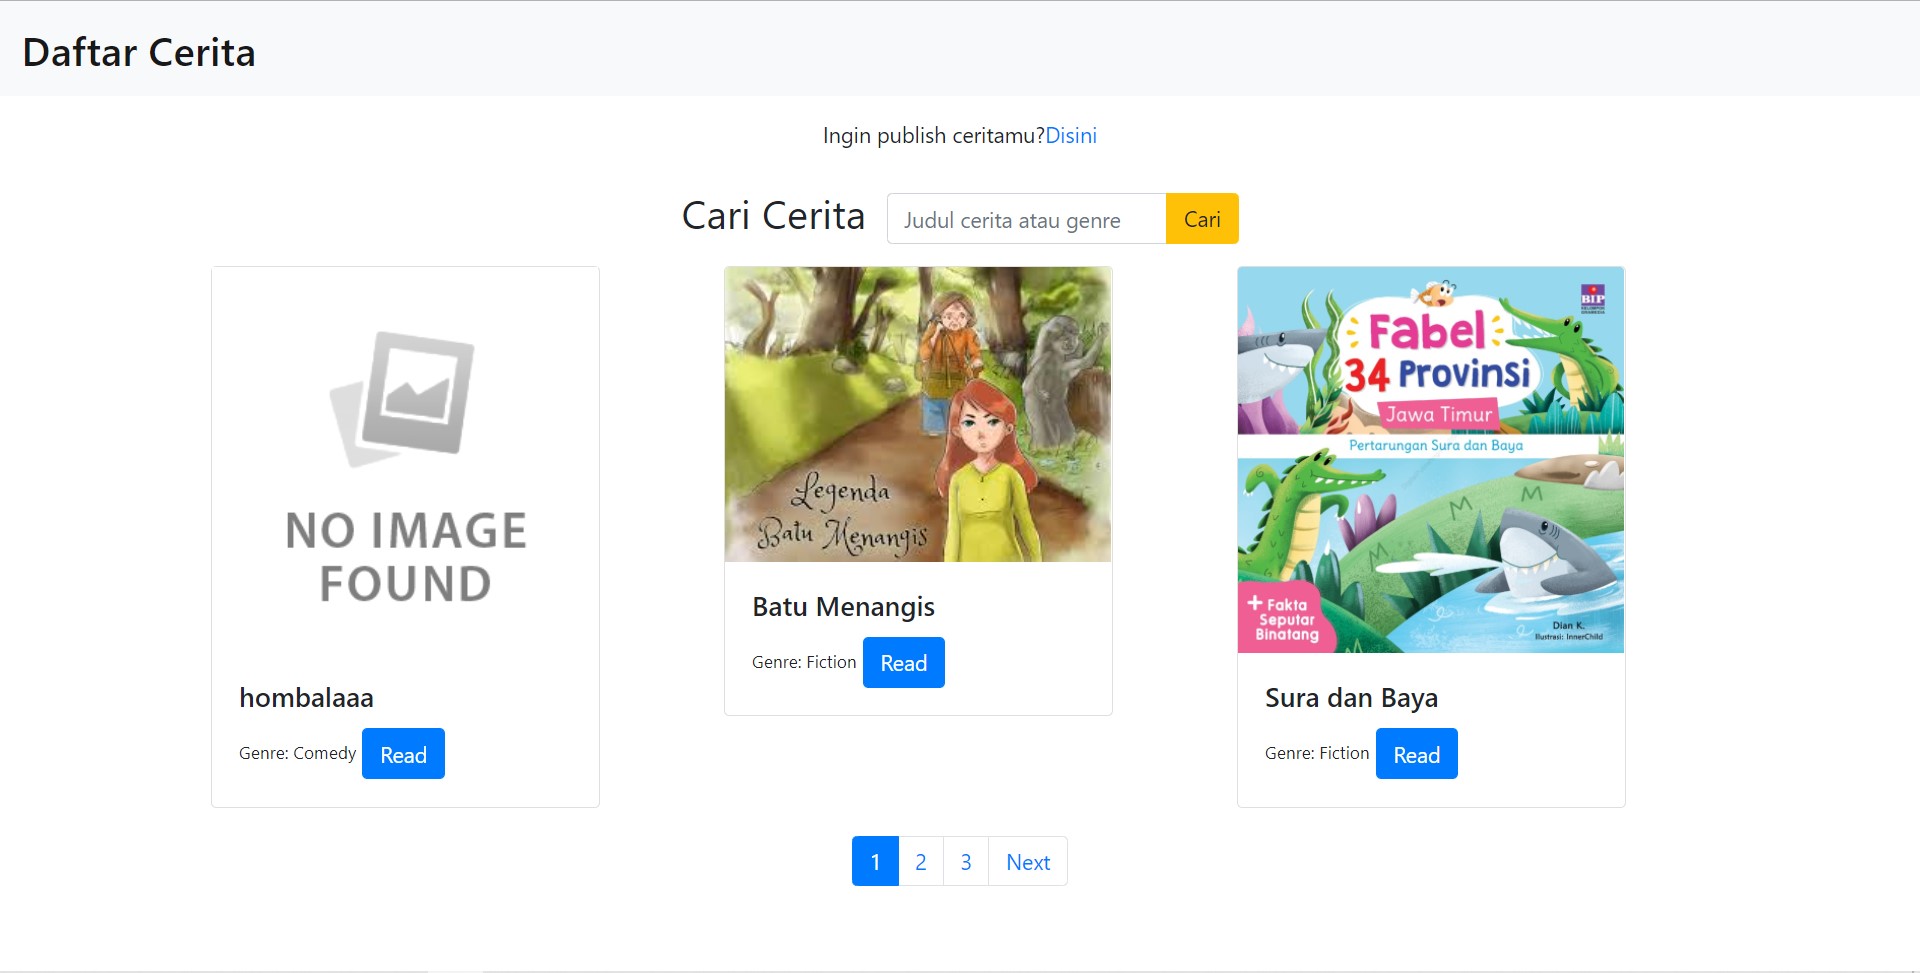 Daftar Cerita
Ingin publish ceritamu?Disini
Cari Cerita
Judul cerita atau genre
Cari
NO IMAGE
FOUND
hombalaaa
Genre: Comedy
Read
Legenda
Batu Menangis
Batu Menangis
Genre: Fiction
Read
BIP
Fabel
34 Provinsi
Jawa Timur
Pertarungan Sura dan Baya
+ Fakta
Seputar
Binatang
Dian K.
Ilustrasi: InnerChild
Sura dan Baya
Genre: Fiction
Read
1
2
3
Next